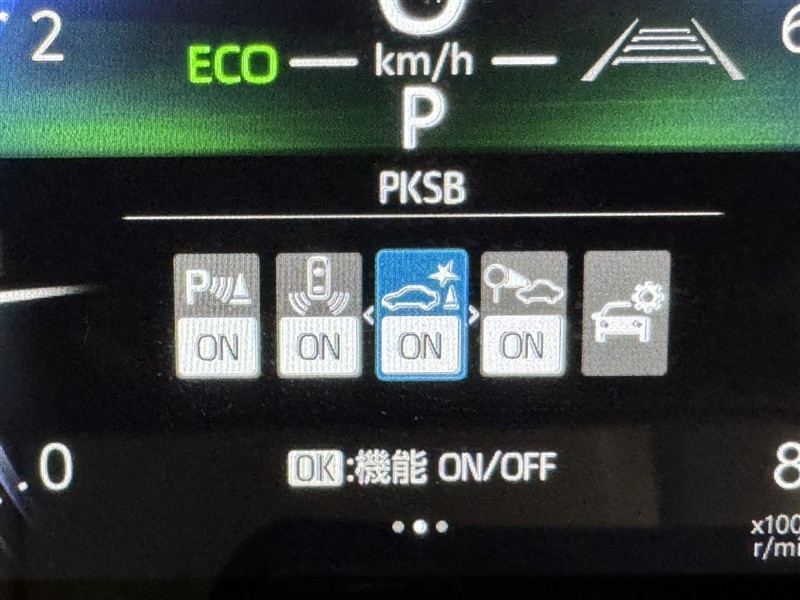 2
6
ECO
km/h
P
PKSB
P
ON
ON
ON
ON
.0
8
OK:機能 ON/OFF
x100
r/mi